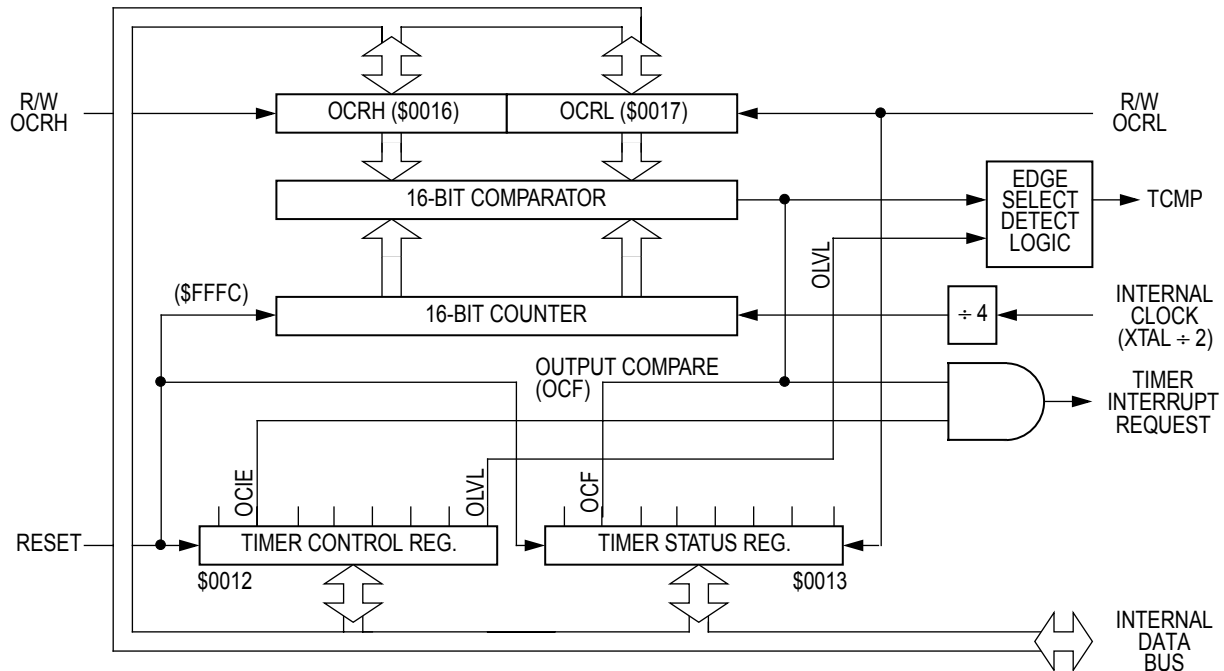 R/W
OCRH
OCRH ($0016)
OCRL ($0017)
R/W
OCRL
16-BIT COMPARATOR
EDGE
SELECT
DETECT
LOGIC
TCMP
OLVL
($FFFC)
16-BIT COUNTER
÷ 4
INTERNAL
CLOCK
(XTAL ÷ 2)
OUTPUT COMPARE
(OCF)
TIMER
INTERRUPT
REQUEST
OCIE
OLVL
OCF
RESET
TIMER CONTROL REG.
TIMER STATUS REG.
$0012
$0013
INTERNAL
DATA
BUS